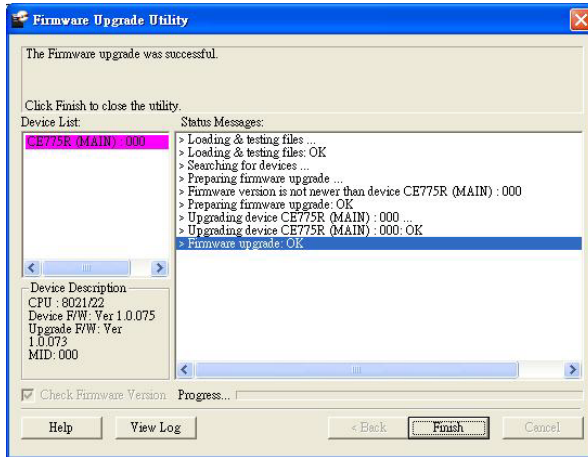 Firmware Upgrade Utility
The Firmware upgrade was successful.
Click Finish to close the utility.
Device List:
CE775R (MAIN) : 000
Status Messages:
> Loading & testing files ...
> Loading & testing files: OK
> Searching for devices ...
> Preparing firmware upgrade ...
> Firmware version is not newer than device CE775R (MAIN) : 000
> Preparing firmware upgrade: OK
> Upgrading device CE775R (MAIN) : 000 ...
> Upgrading device CE775R (MAIN) : 000: OK
> Firmware upgrade: OK
Device Description
CPU : 8021/22
Device F/W: Ver 1.0.075
Upgrade F/W: Ver
1.0.073
MID: 000
Check Firmware Version Progress...
Help View Log < Back Finish Cancel